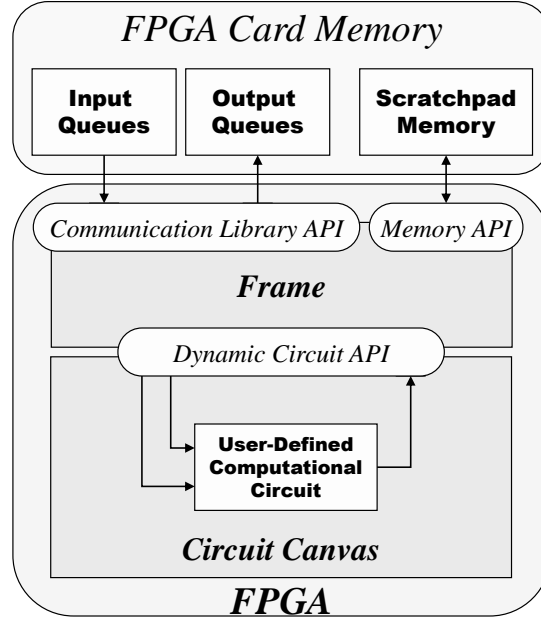 FPGA Card Memory
Input
Queues
Output
Queues
Scratchpad
Memory
Communication Library API
Memory API
Frame
Dynamic Circuit API
User-Defined
Computational
Circuit
Circuit Canvas
FPGA